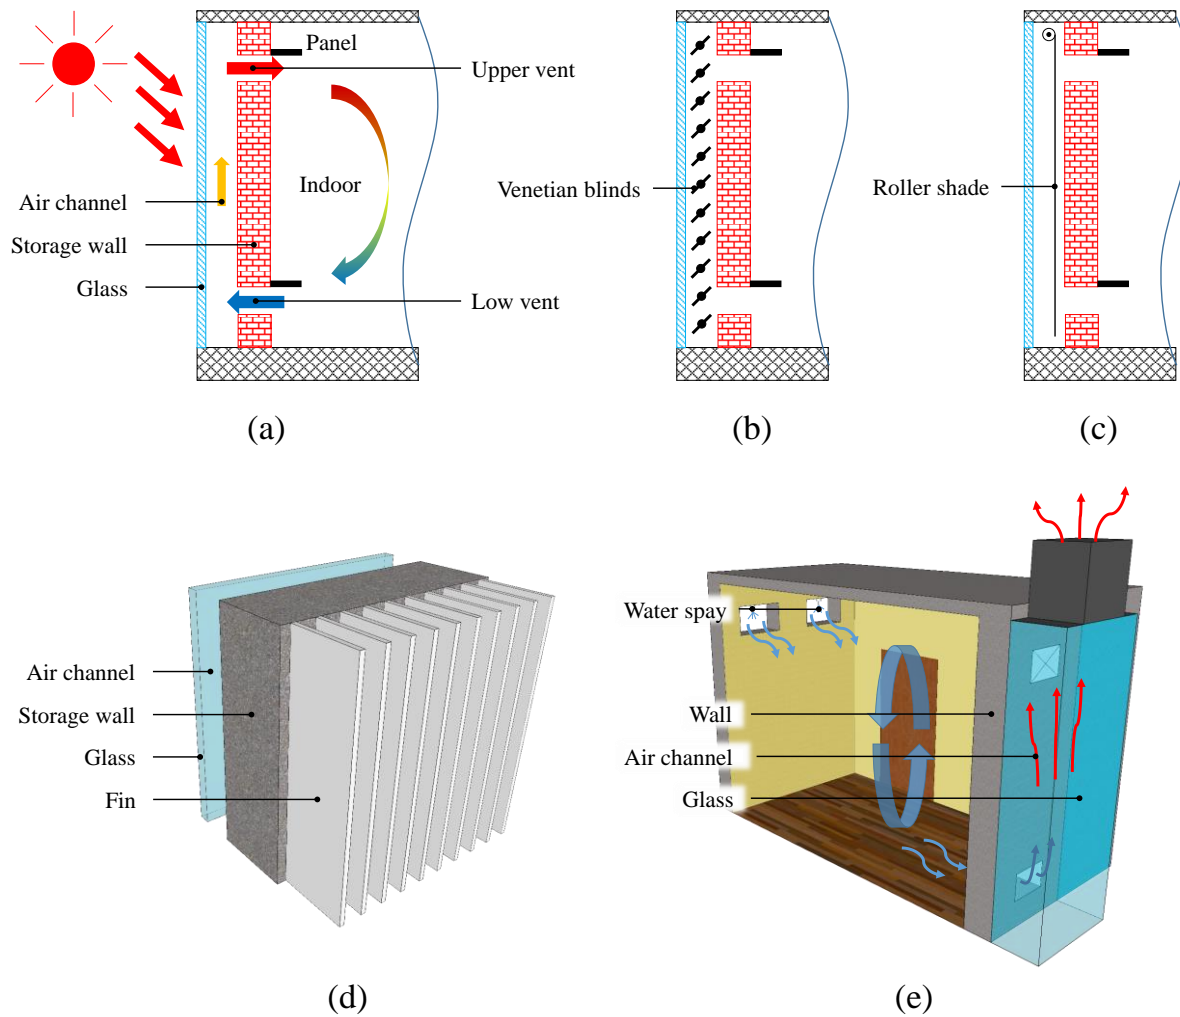 Panel
Upper vent
Indoor
Air channel
Storage wall
Glass
Low vent
(a)
Venetian blinds
(b)
Roller shade
(c)
Air channel
Storage wall
Glass
Fin
(d)
Water spay
Wall
Air channel
Glass
(e)